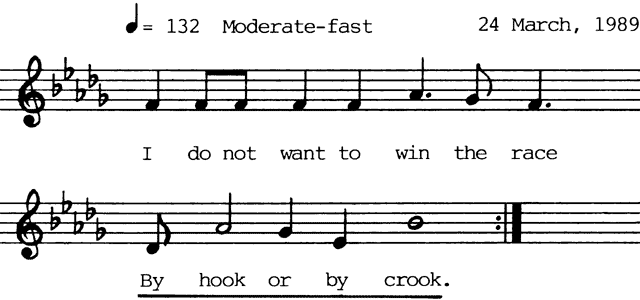 = 132 Moderate-fast 24 March, 1989
I do not want to win the race
By hook or by crook.